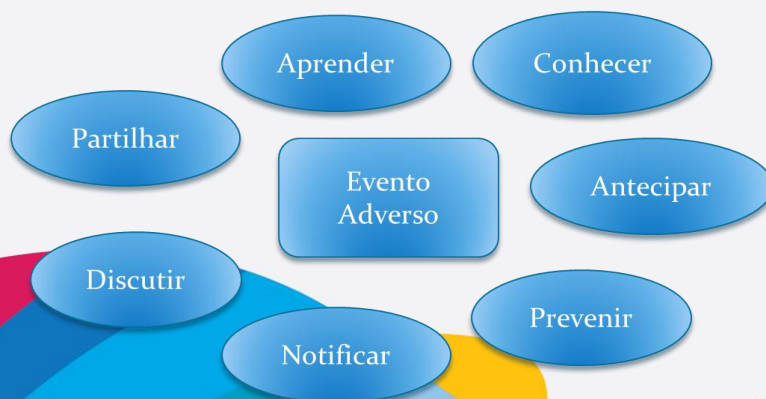 Aprender
Conhecer
Partilhar
Evento
Adverso
Antecipar
Discutir
Prevenir
Notificar